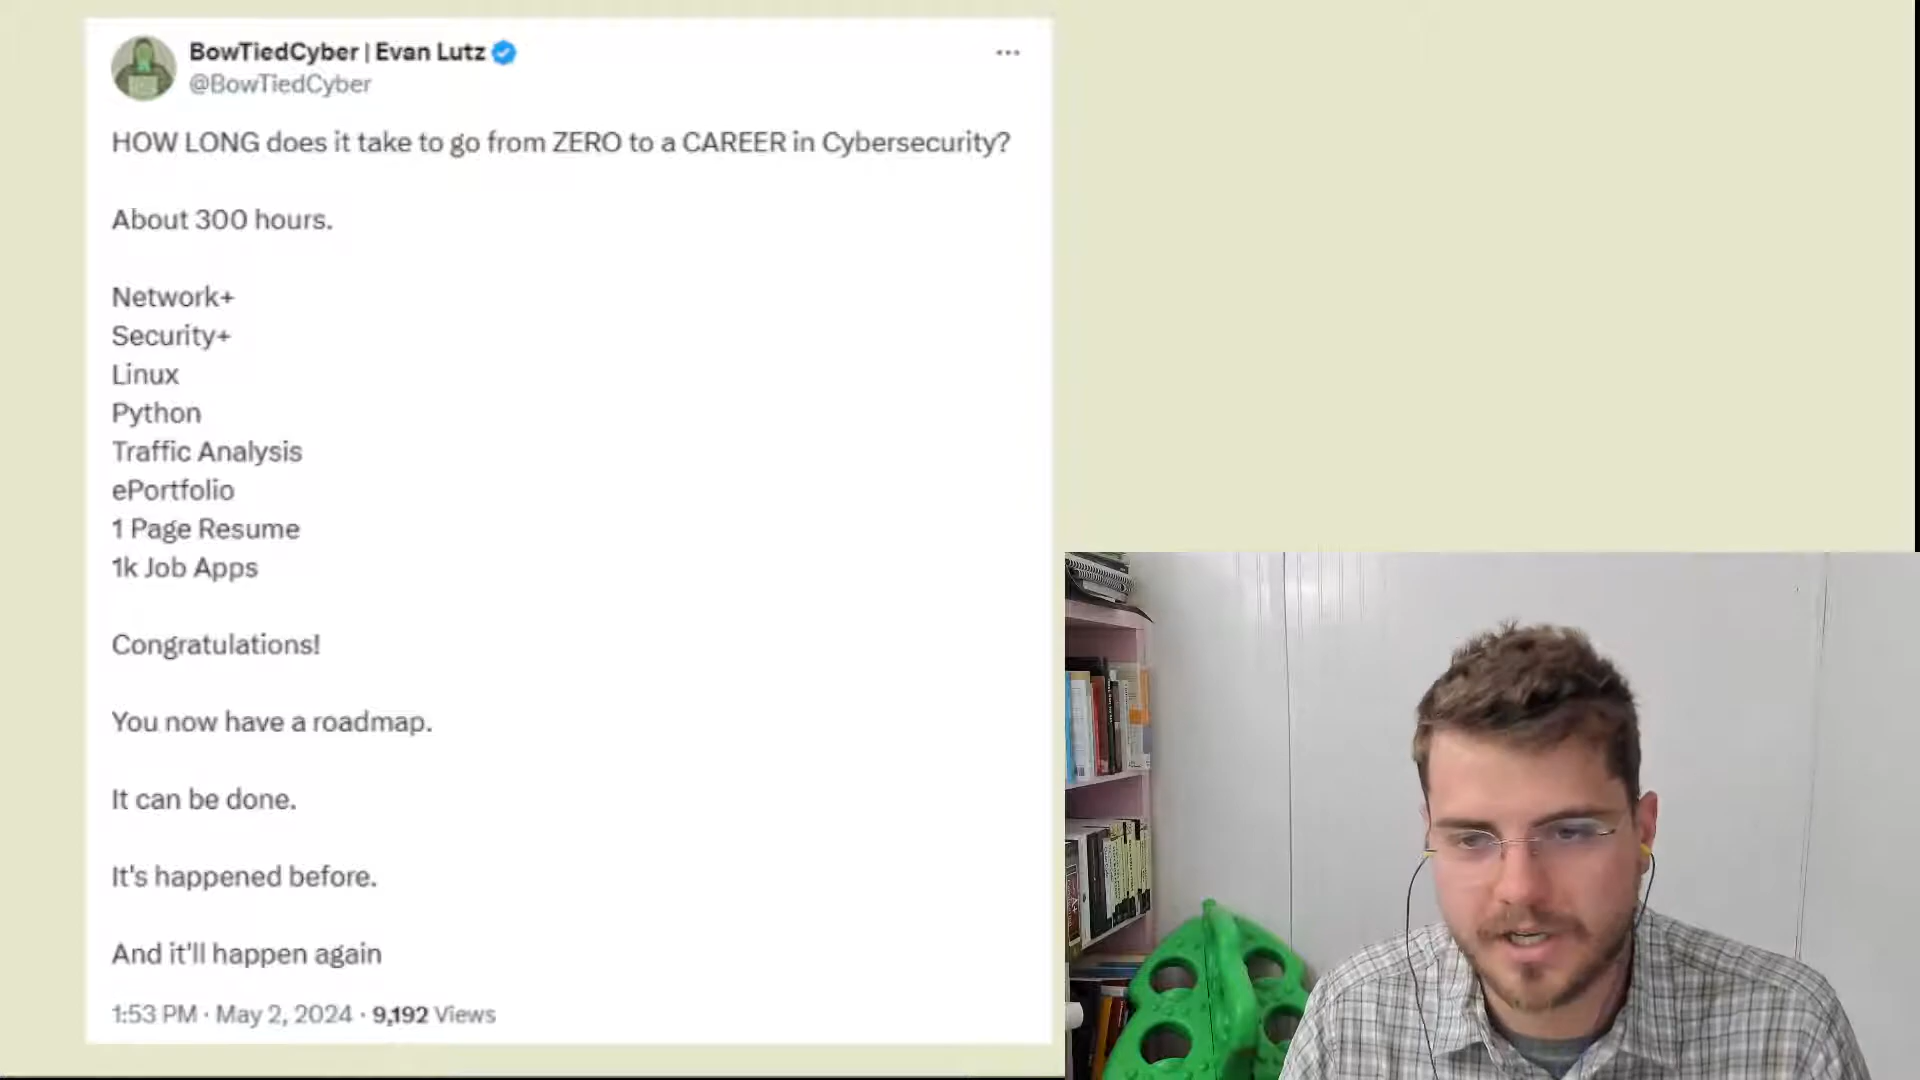 BowTiedCyber | Evan Lutz
@BowTiedCyber
HOW LONG does it take to go from ZERO to a CAREER in Cybersecurity?
About 300 hours.
Network+
Security+
Linux
Python
Traffic Analysis
ePortfolio
1 Page Resume
1k Job Apps
Congratulations!
You now have a roadmap.
It can be done.
It's happened before.
And it'll happen again
1:53 PM · May 2, 2024 · 9,192 Views